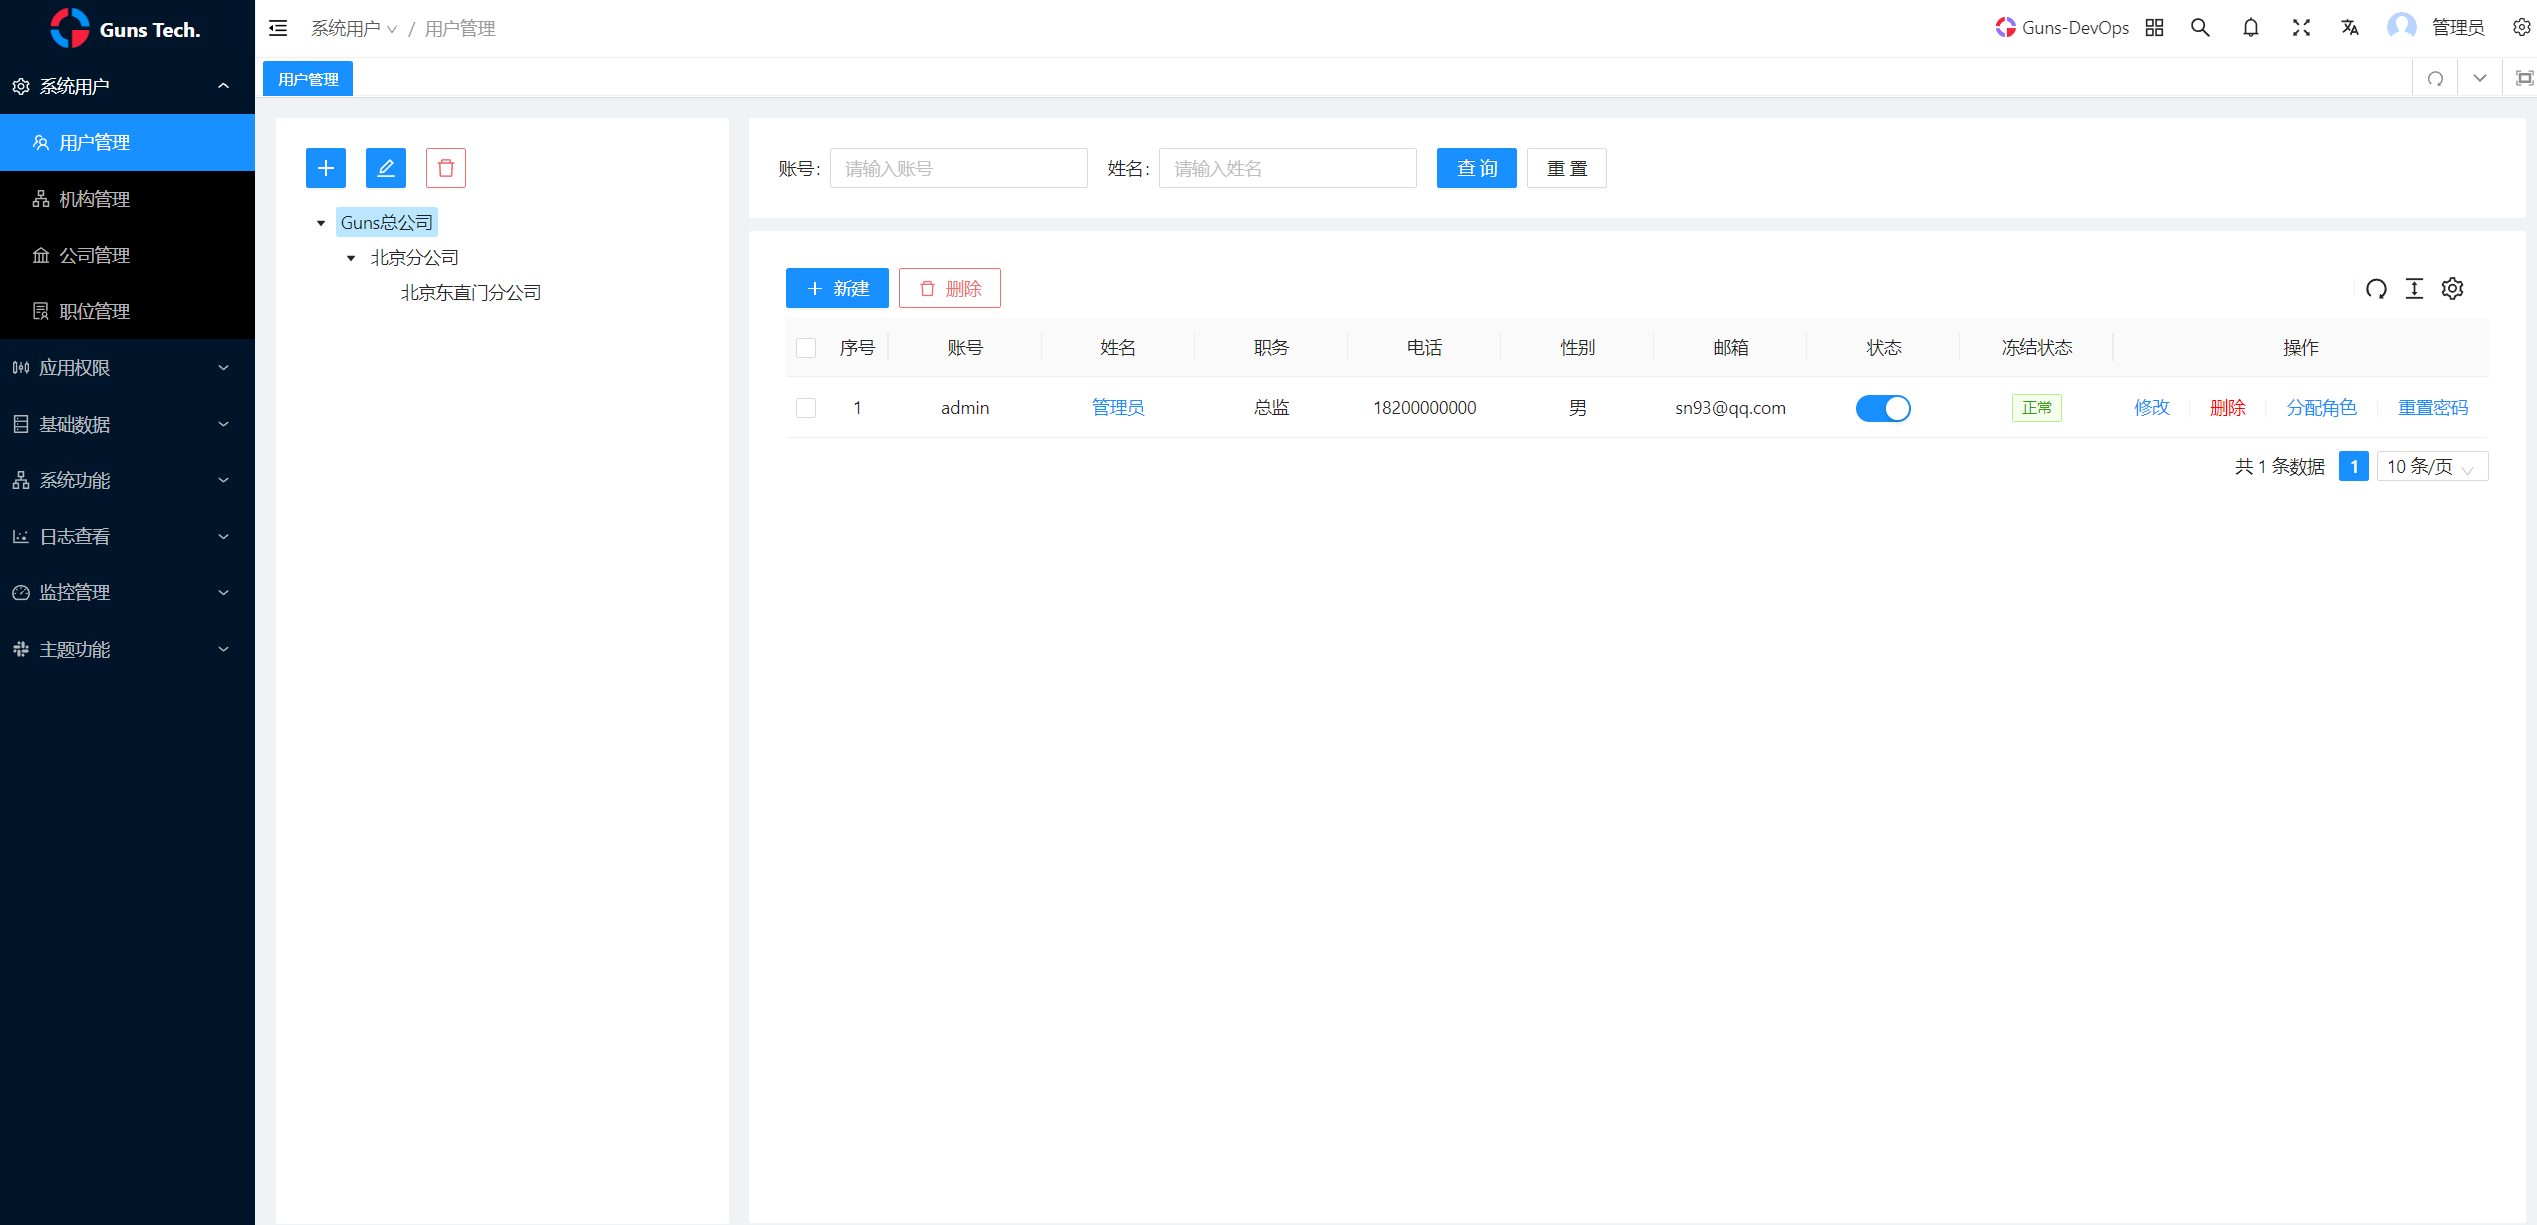 Guns Tech.
系统用户
用户管理
机构管理
公司管理
职位管理
应用权限
基础数据
系统功能
日志查看
监控管理
主题功能
系统用户 / 用户管理
Guns-DevOps
管理员
用户管理
Guns总公司
北京分公司
北京东直门分公司
账号: 请输入账号 姓名: 请输入姓名 查 询 重 置
新建 删除
序号 账号 姓名 职务 电话 性别 邮箱 状态 冻结状态 操作
1 admin 管理员 总监 18200000000 男 sn93@qq.com 正常 修改 删除 分配角色 重置密码
共 1 条数据 1 10 条/页